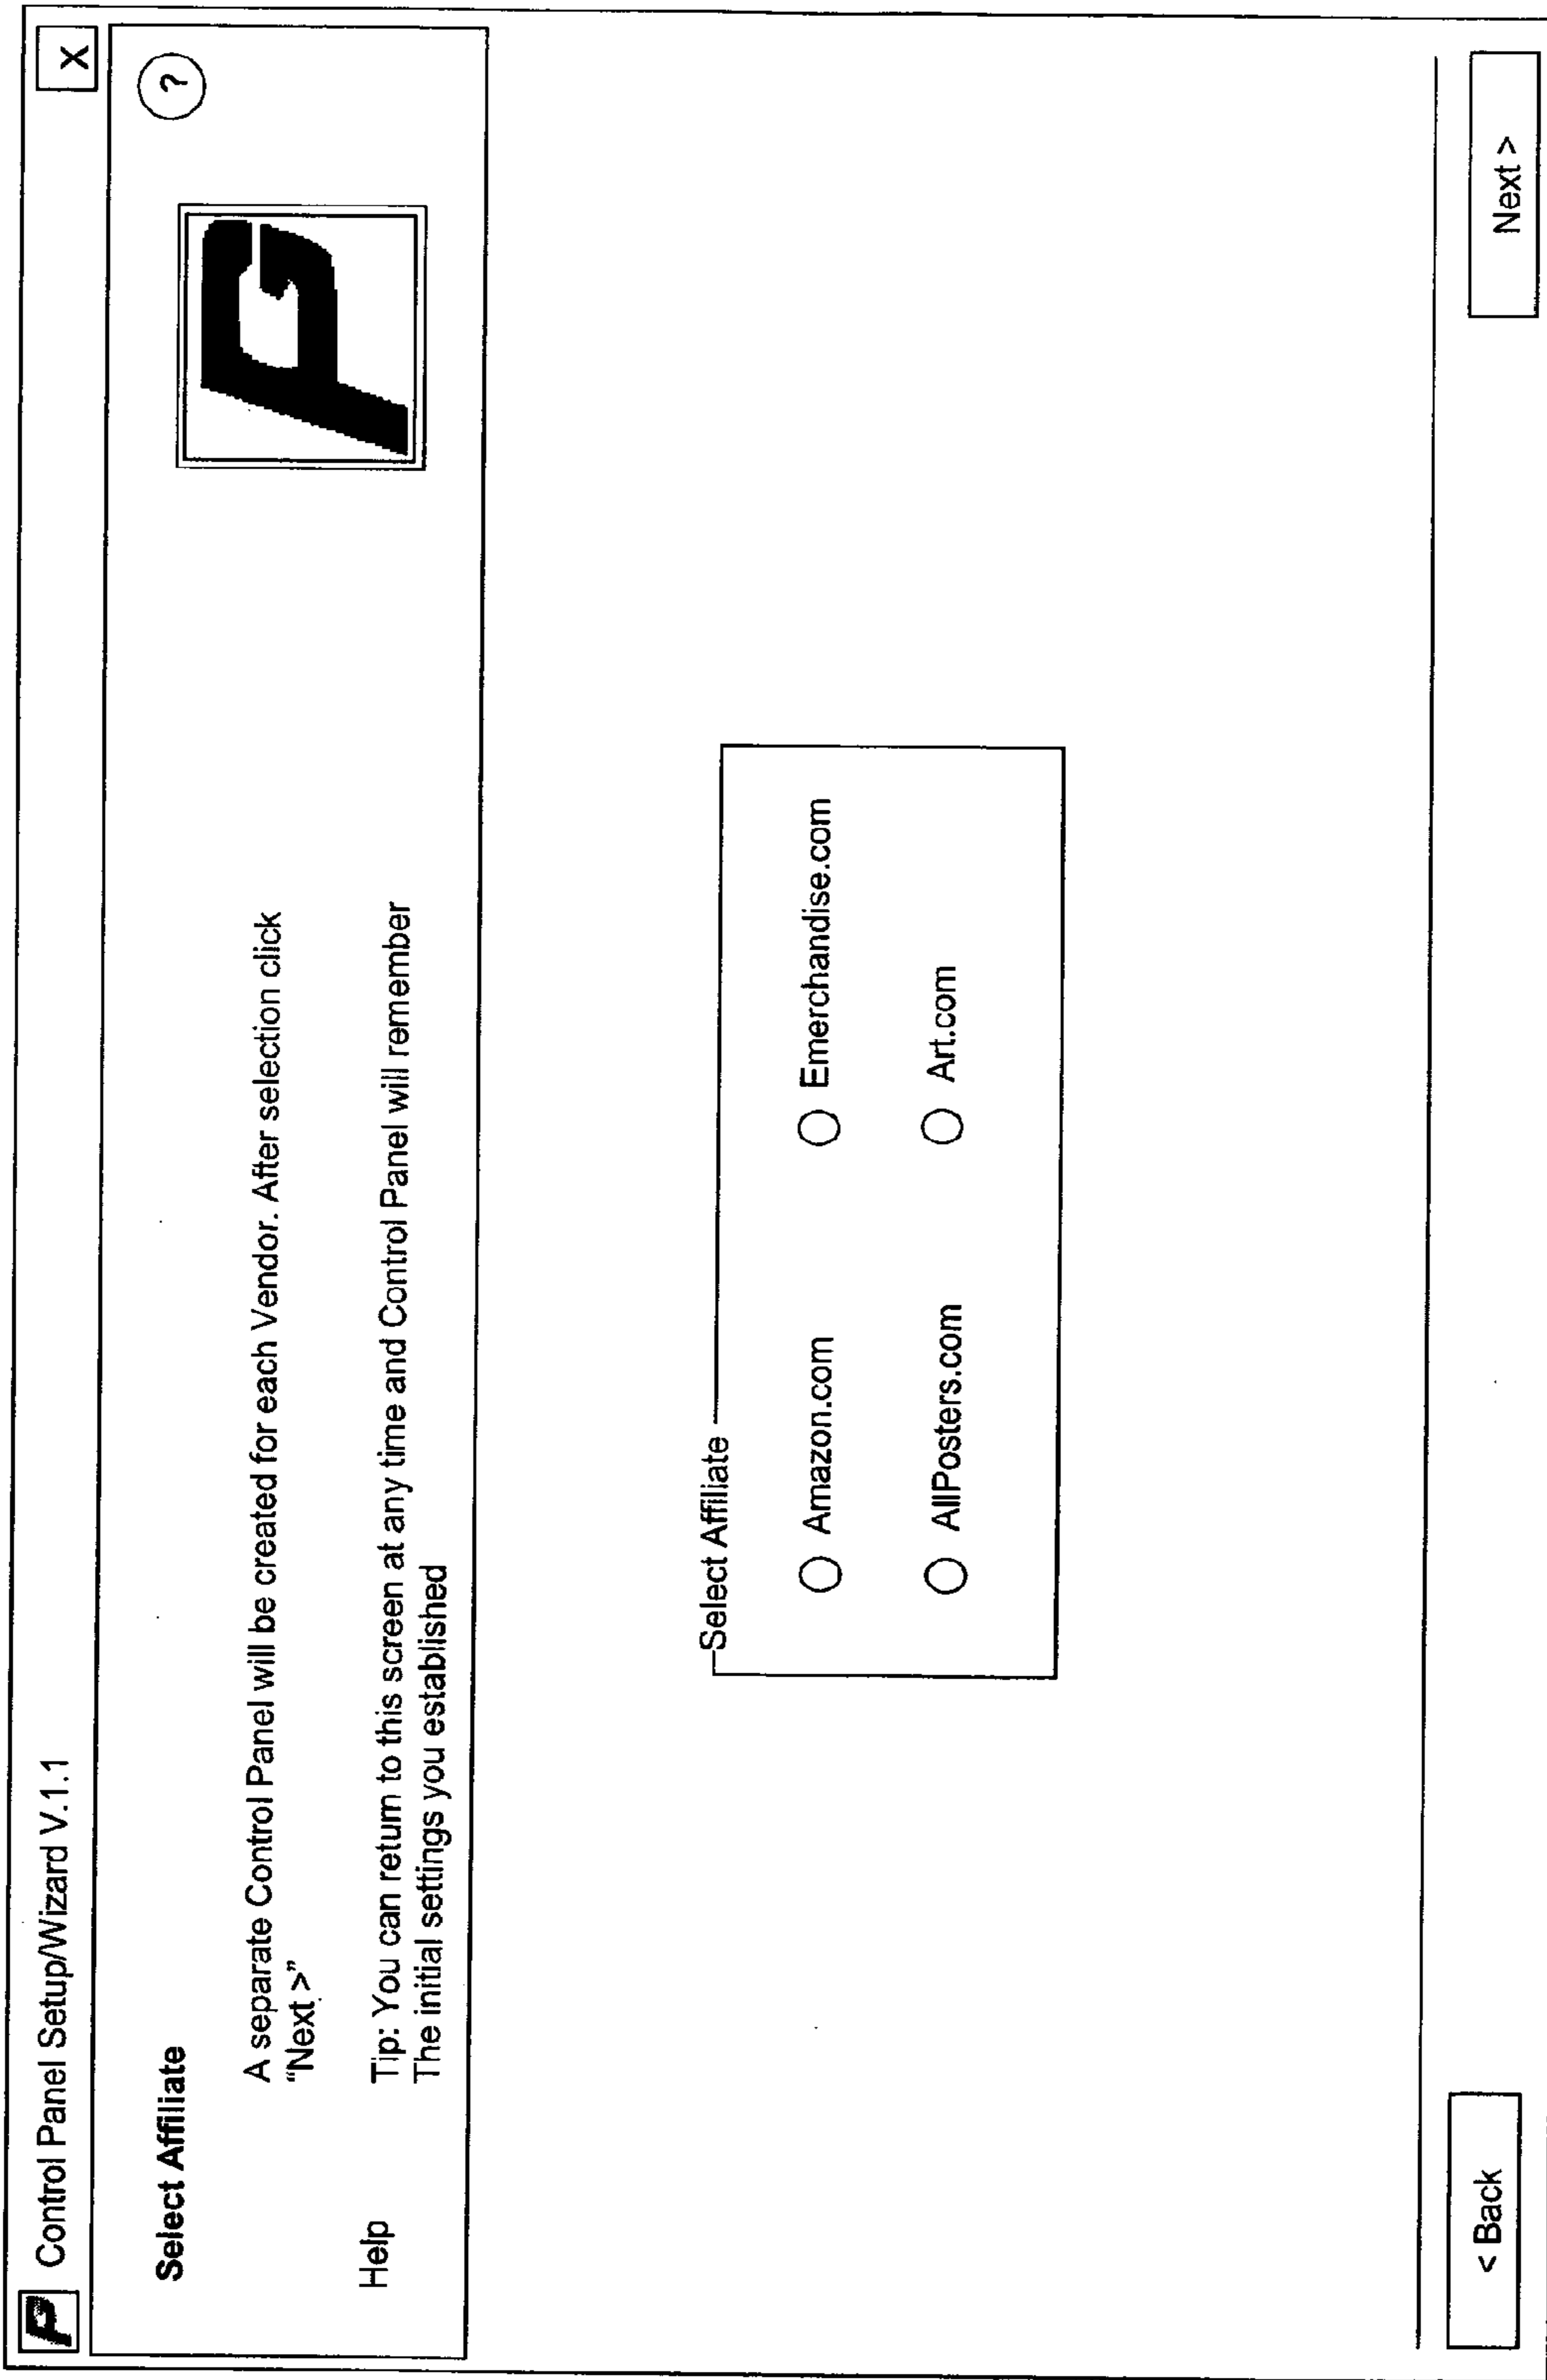 Control Panel Setup/Wizard V.1.1
X
Select Affiliate
?
A separate Control Panel will be created for each Vendor. After selection click
“Next >”
Help
Tip: You can return to this screen at any time and Control Panel will remember
The initial settings you established
Select Affiliate
Amazon.com
Emerchandise.com
AllPosters.com
Art.com
< Back
Next >